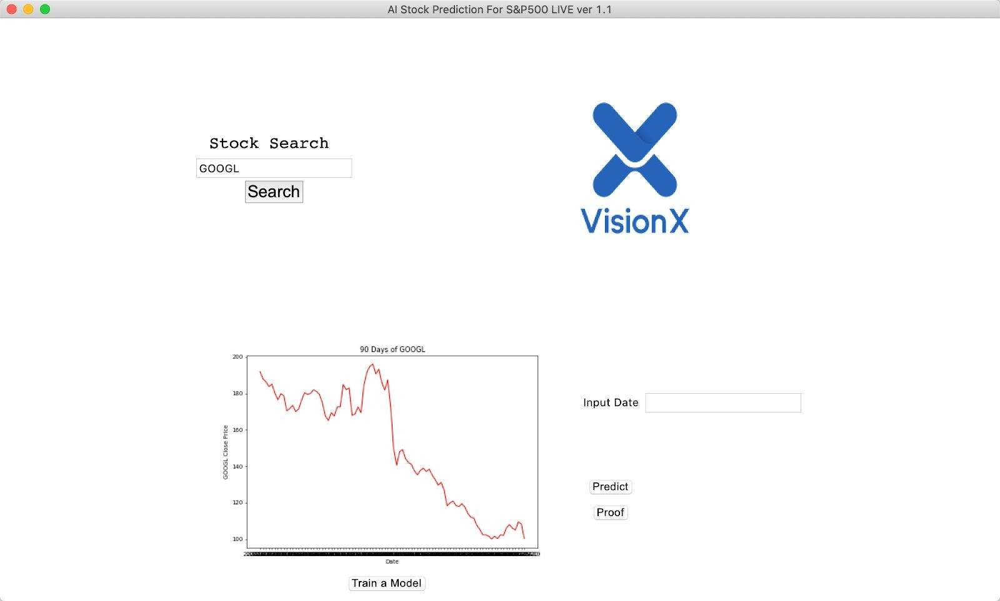 AI Stock Prediction For S&P500 LIVE ver 1.1
Stock Search
GOOGL
Search
VisionX
90 Days of GOOGL
200
180
160
140
120
100
GOOGL Close Price
Date
Train a Model
Input Date
Predict
Proof